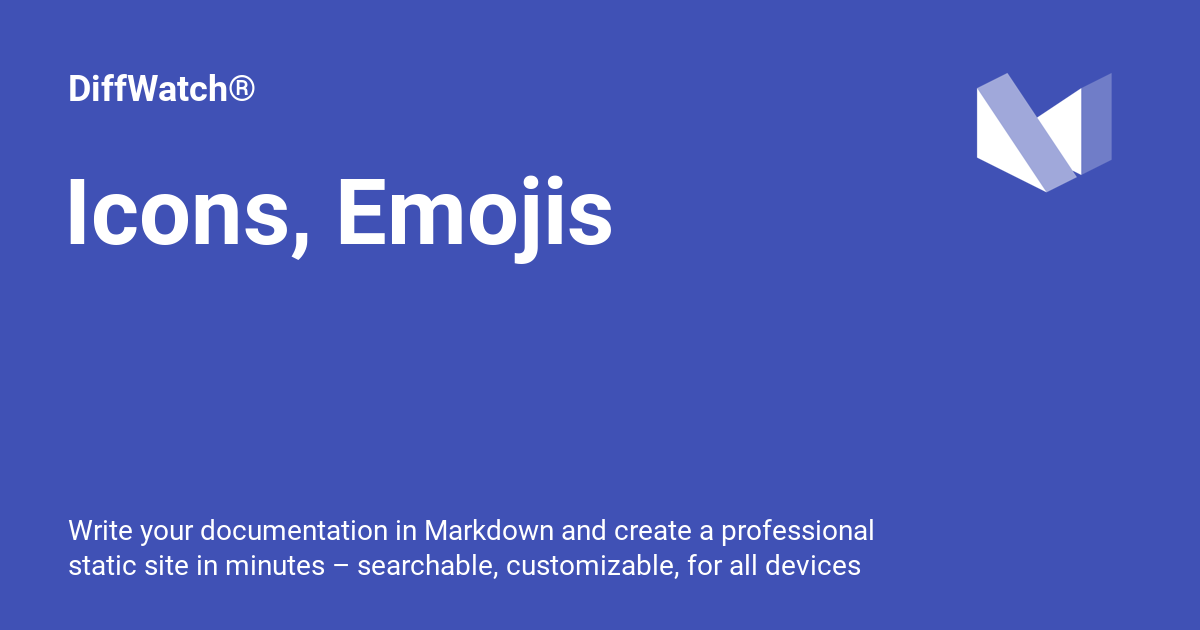 DiffWatch®
Icons, Emojis
Write your documentation in Markdown and create a professional
static site in minutes – searchable, customizable, for all devices